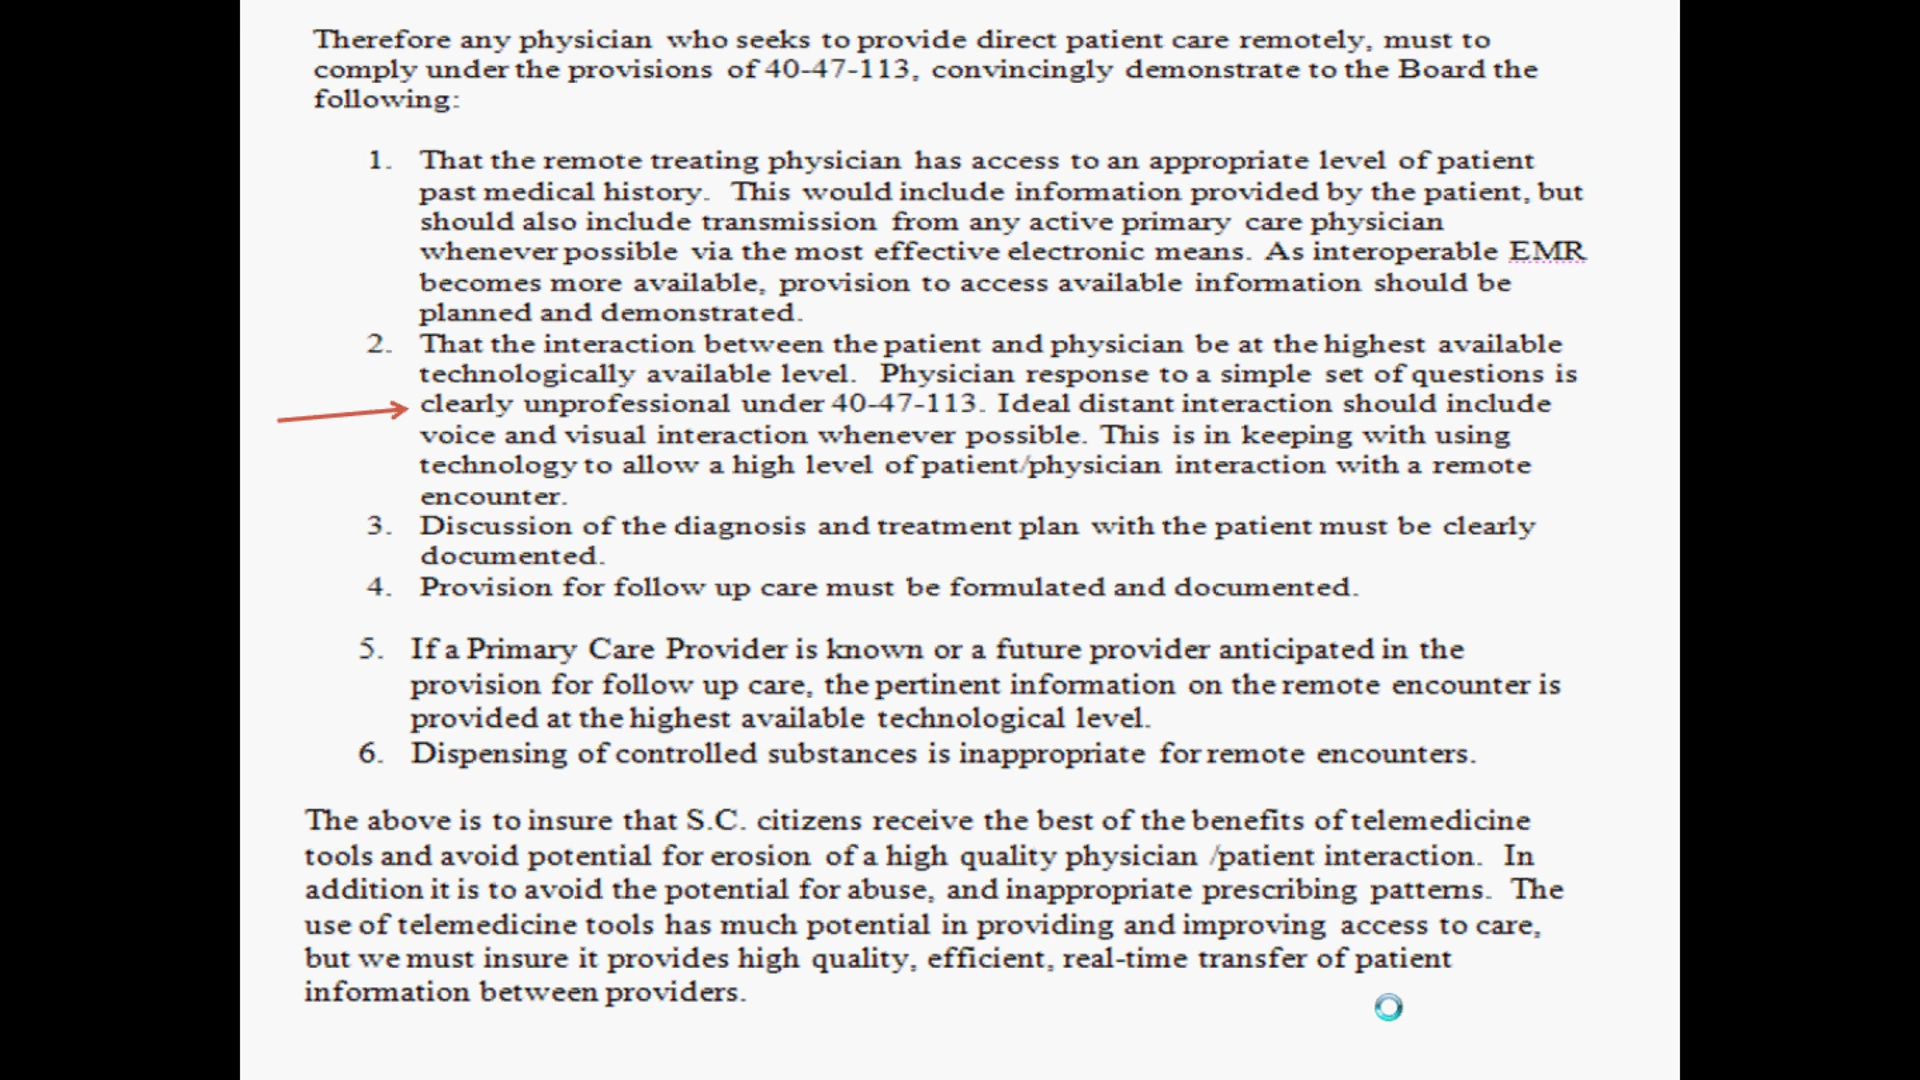 Therefore any physician who seeks to provide direct patient care remotely, must to
comply under the provisions of 40-47-113, convincingly demonstrate to the Board the
following:
1. That the remote treating physician has access to an appropriate level of patient
past medical history. This would include information provided by the patient, but
should also include transmission from any active primary care physician
whenever possible via the most effective electronic means. As interoperable EMR
becomes more available, provision to access available information should be
planned and demonstrated.
2. That the interaction between the patient and physician be at the highest available
technologically available level. Physician response to a simple set of questions is
clearly unprofessional under 40-47-113. Ideal distant interaction should include
voice and visual interaction whenever possible. This is in keeping with using
technology to allow a high level of patient/physician interaction with a remote
encounter.
3. Discussion of the diagnosis and treatment plan with the patient must be clearly
documented.
4. Provision for follow up care must be formulated and documented.
5. If a Primary Care Provider is known or a future provider anticipated in the
provision for follow up care, the pertinent information on the remote encounter is
provided at the highest available technological level.
6. Dispensing of controlled substances is inappropriate for remote encounters.
The above is to insure that S.C. citizens receive the best of the benefits of telemedicine
tools and avoid potential for erosion of a high quality physician /patient interaction. In
addition it is to avoid the potential for abuse, and inappropriate prescribing patterns. The
use of telemedicine tools has much potential in providing and improving access to care,
but we must insure it provides high quality, efficient, real-time transfer of patient
information between providers.